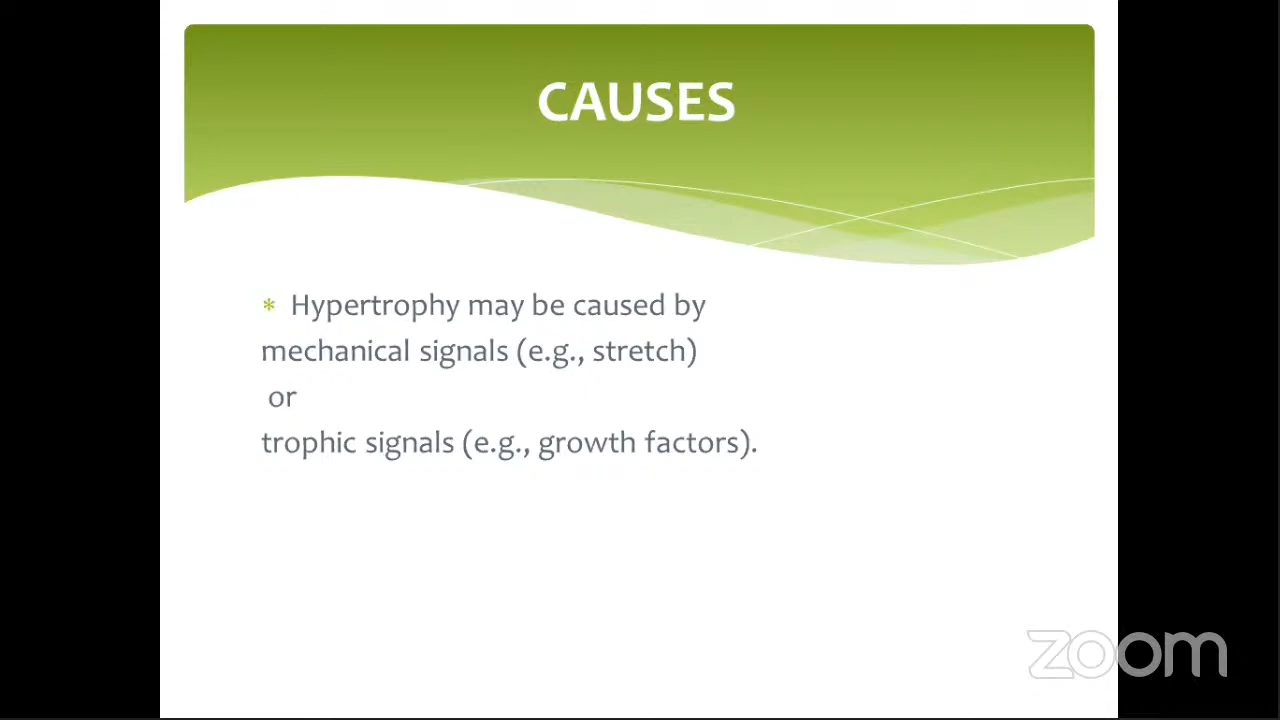 CAUSES
* Hypertrophy may be caused by
mechanical signals (e.g., stretch)
or
trophic signals (e.g., growth factors).
zoom